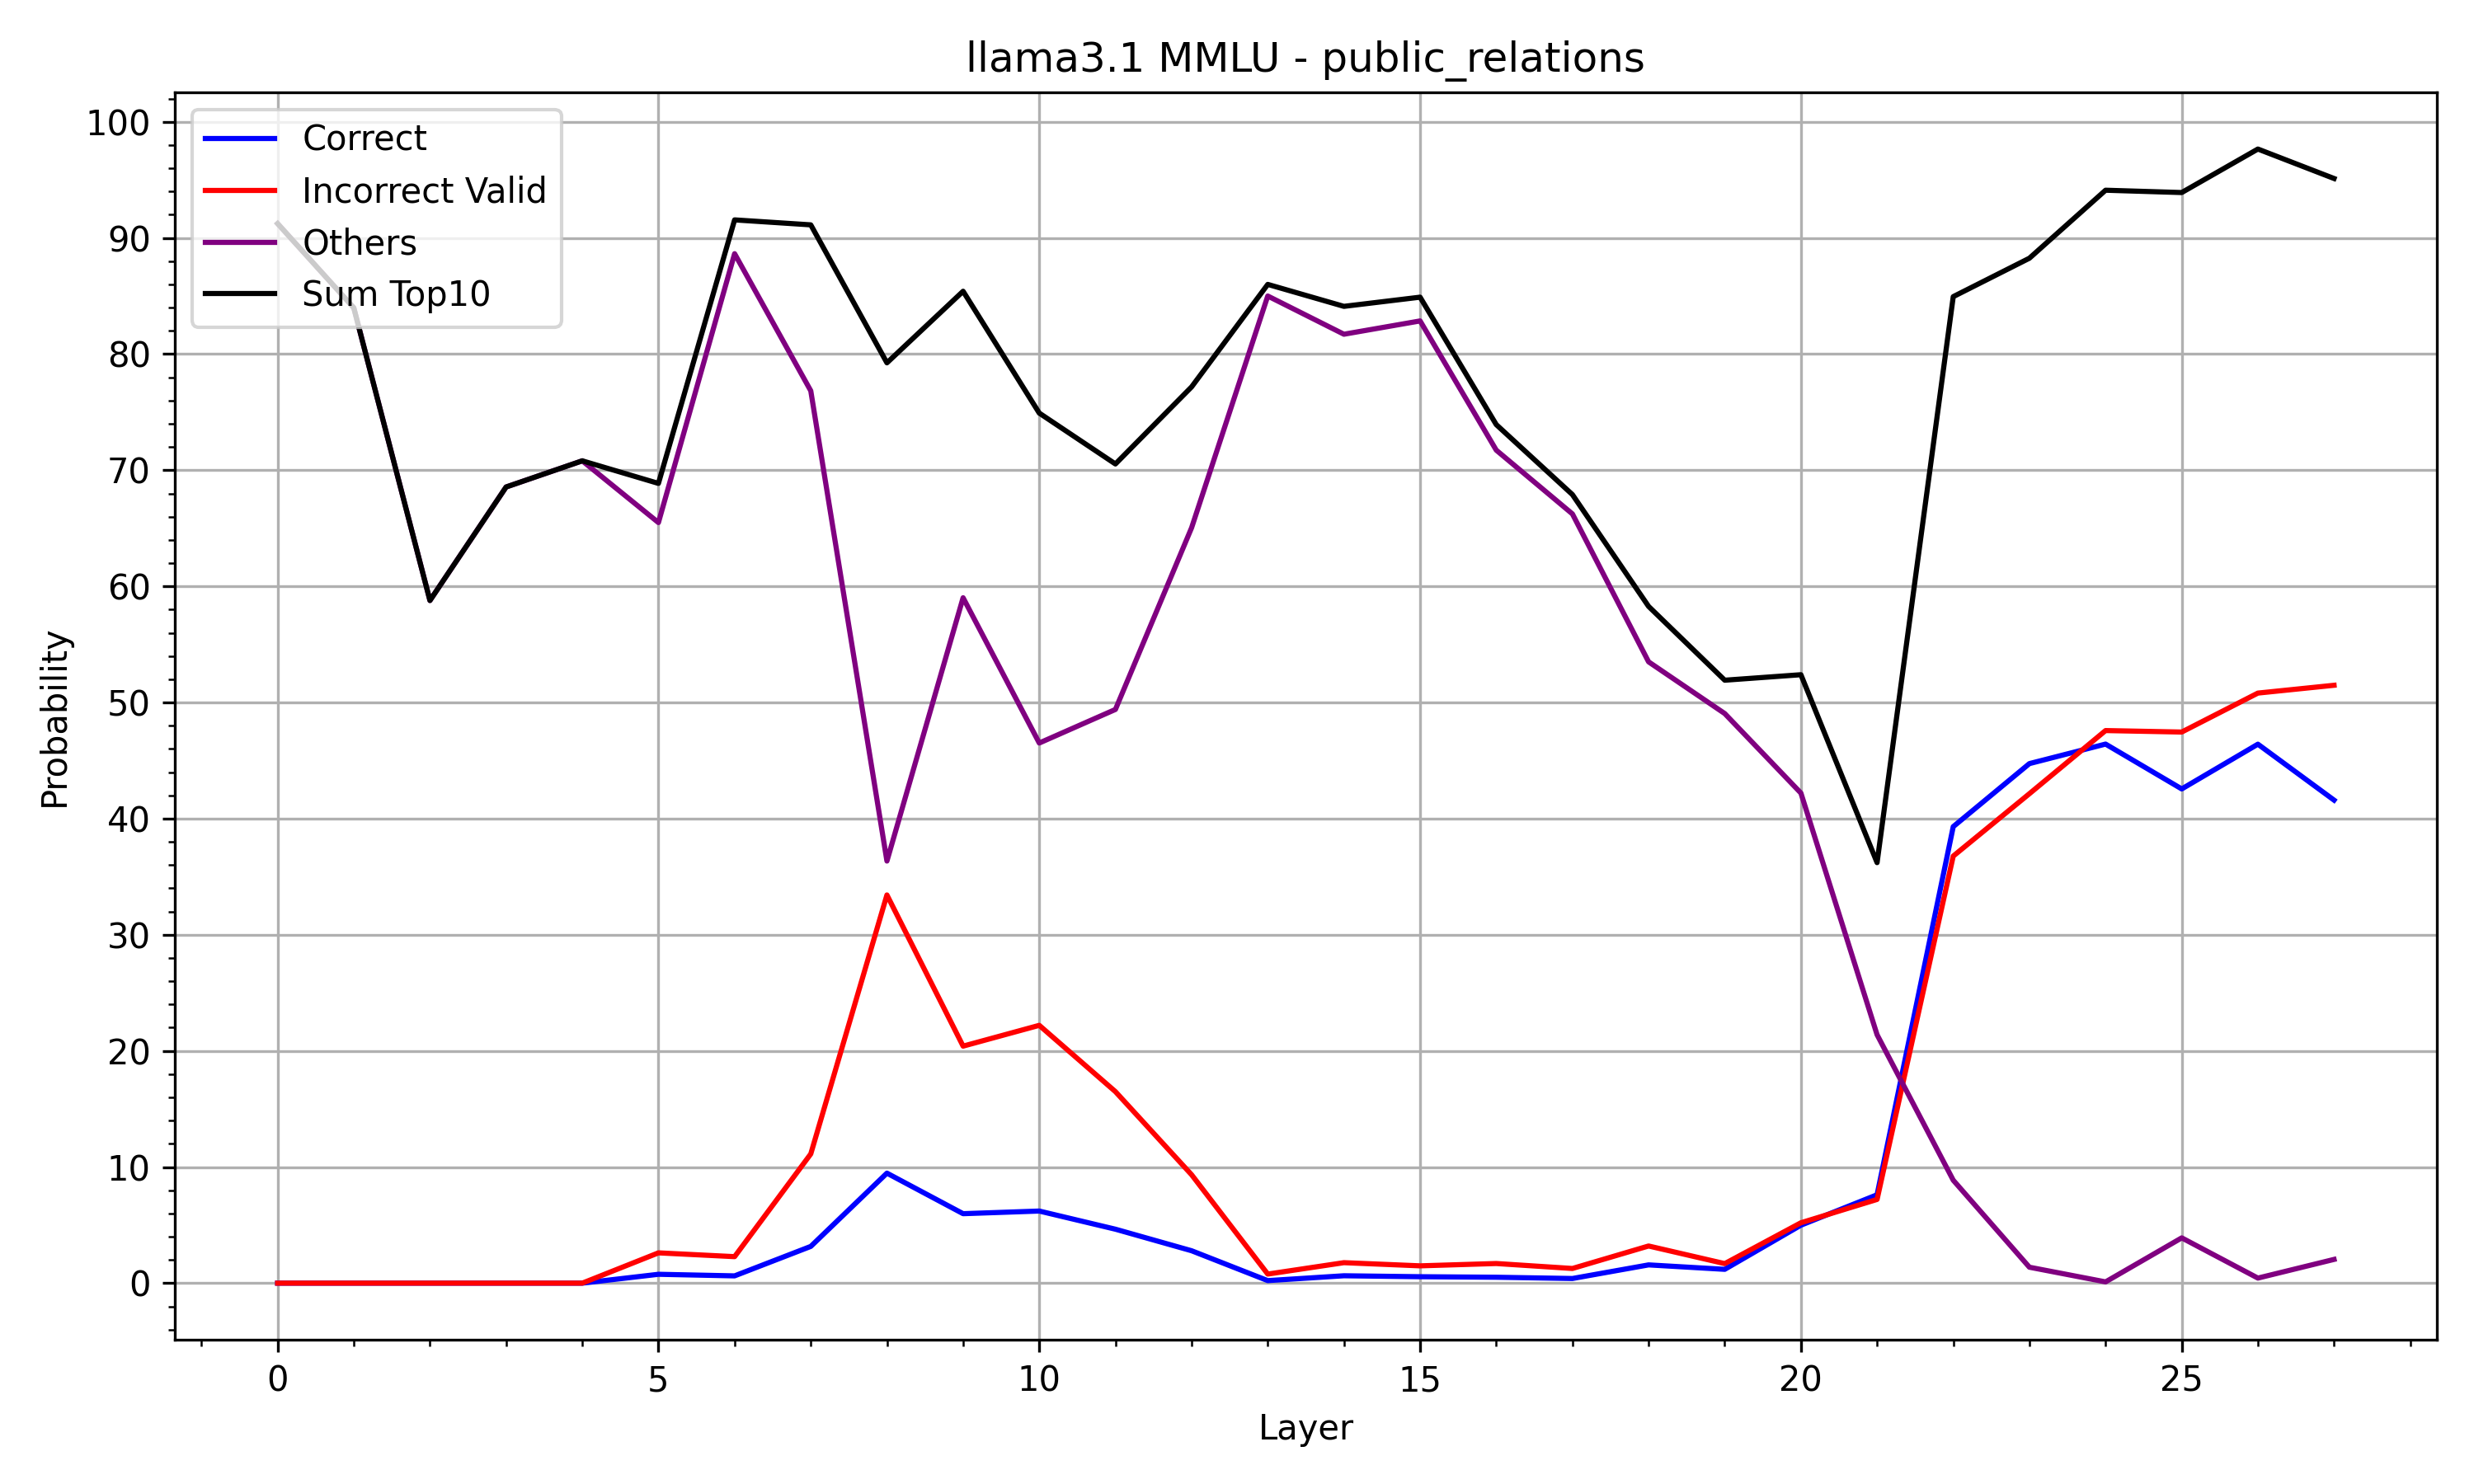 llama3.1 MMLU - public_relations
Correct
Incorrect Valid
Others
Sum Top10
Probability
100
90
80
70
60
50
40
30
20
10
0
0 5 10 15 20 25
Layer